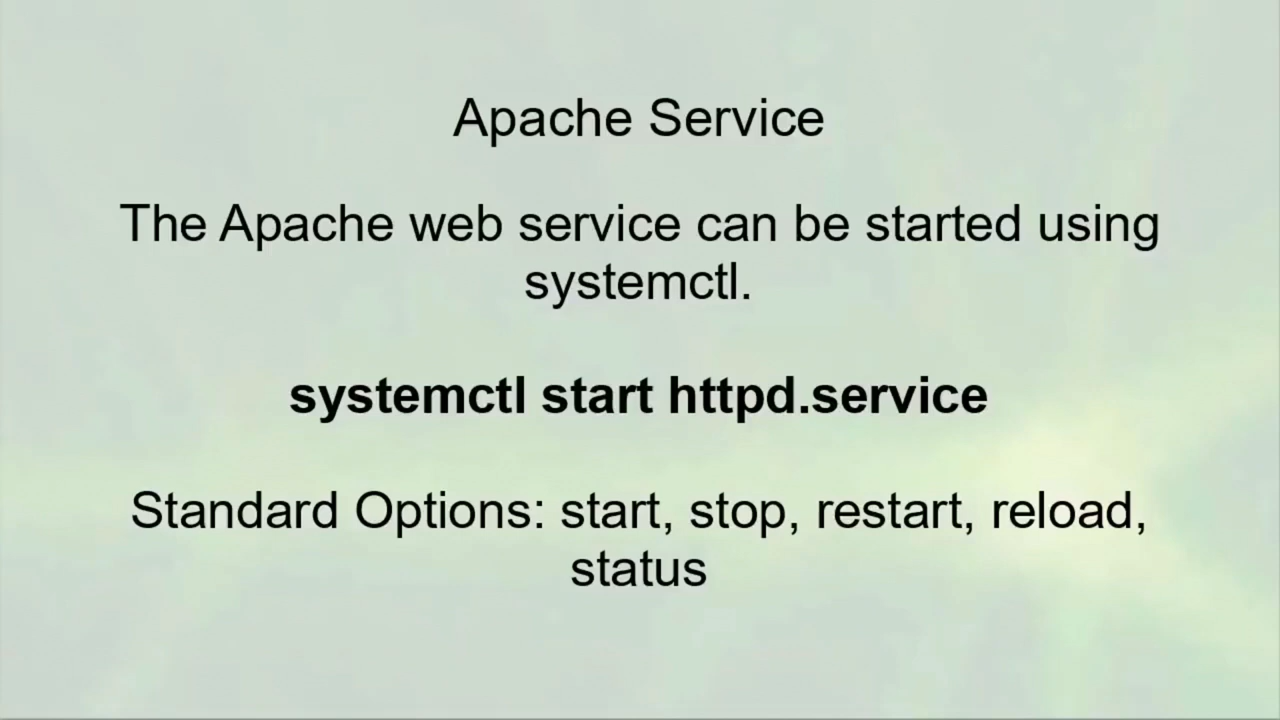 Apache Service
The Apache web service can be started using
systemctl.
systemctl start httpd.service
Standard Options: start, stop, restart, reload,
status